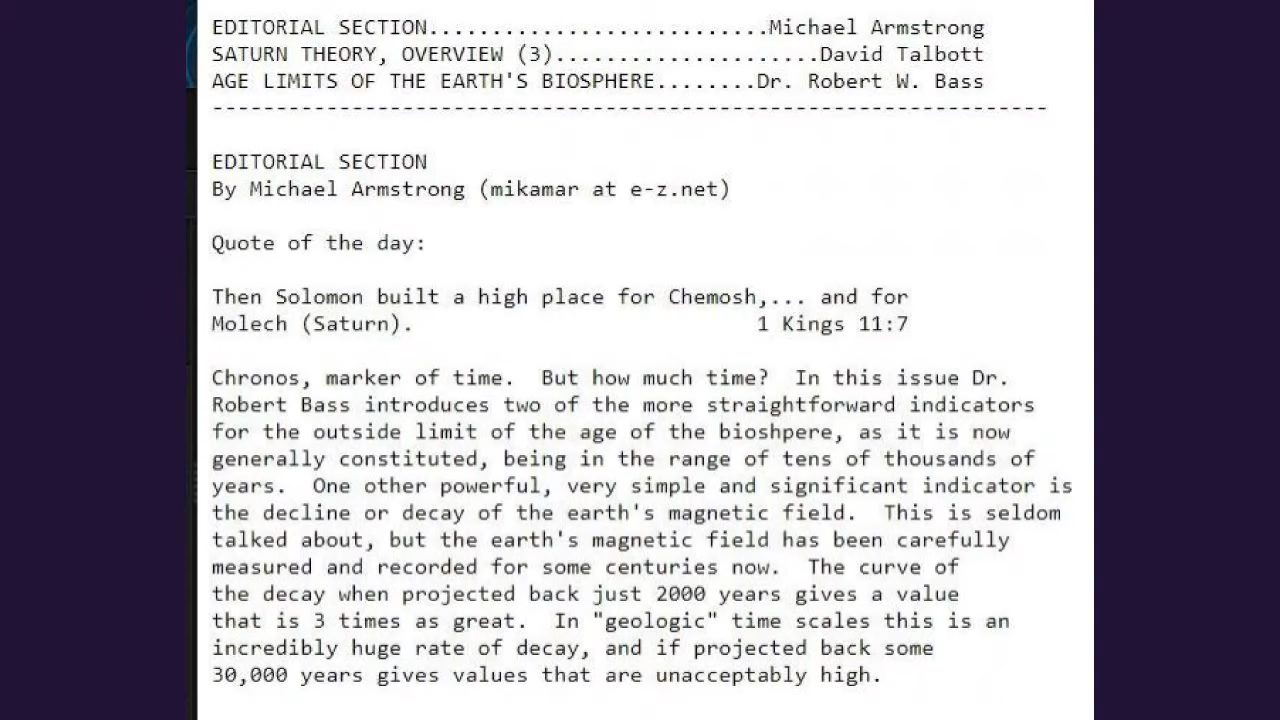 EDITORIAL SECTION...........................Michael Armstrong
SATURN THEORY, OVERVIEW (3).....................David Talbott
AGE LIMITS OF THE EARTH'S BIOSPHERE........Dr. Robert W. Bass
------------------------------------------------------------------
EDITORIAL SECTION
By Michael Armstrong (mikamar at e-z.net)
Quote of the day:
Then Solomon built a high place for Chemosh,... and for
Molech (Saturn).                           1 Kings 11:7
Chronos, marker of time.  But how much time?  In this issue Dr.
Robert Bass introduces two of the more straightforward indicators
for the outside limit of the age of the bioshpere, as it is now
generally constituted, being in the range of tens of thousands of
years.  One other powerful, very simple and significant indicator is
the decline or decay of the earth's magnetic field.  This is seldom
talked about, but the earth's magnetic field has been carefully
measured and recorded for some centuries now.  The curve of
the decay when projected back just 2000 years gives a value
that is 3 times as great.  In "geologic" time scales this is an
incredibly huge rate of decay, and if projected back some
30,000 years gives values that are unacceptably high.